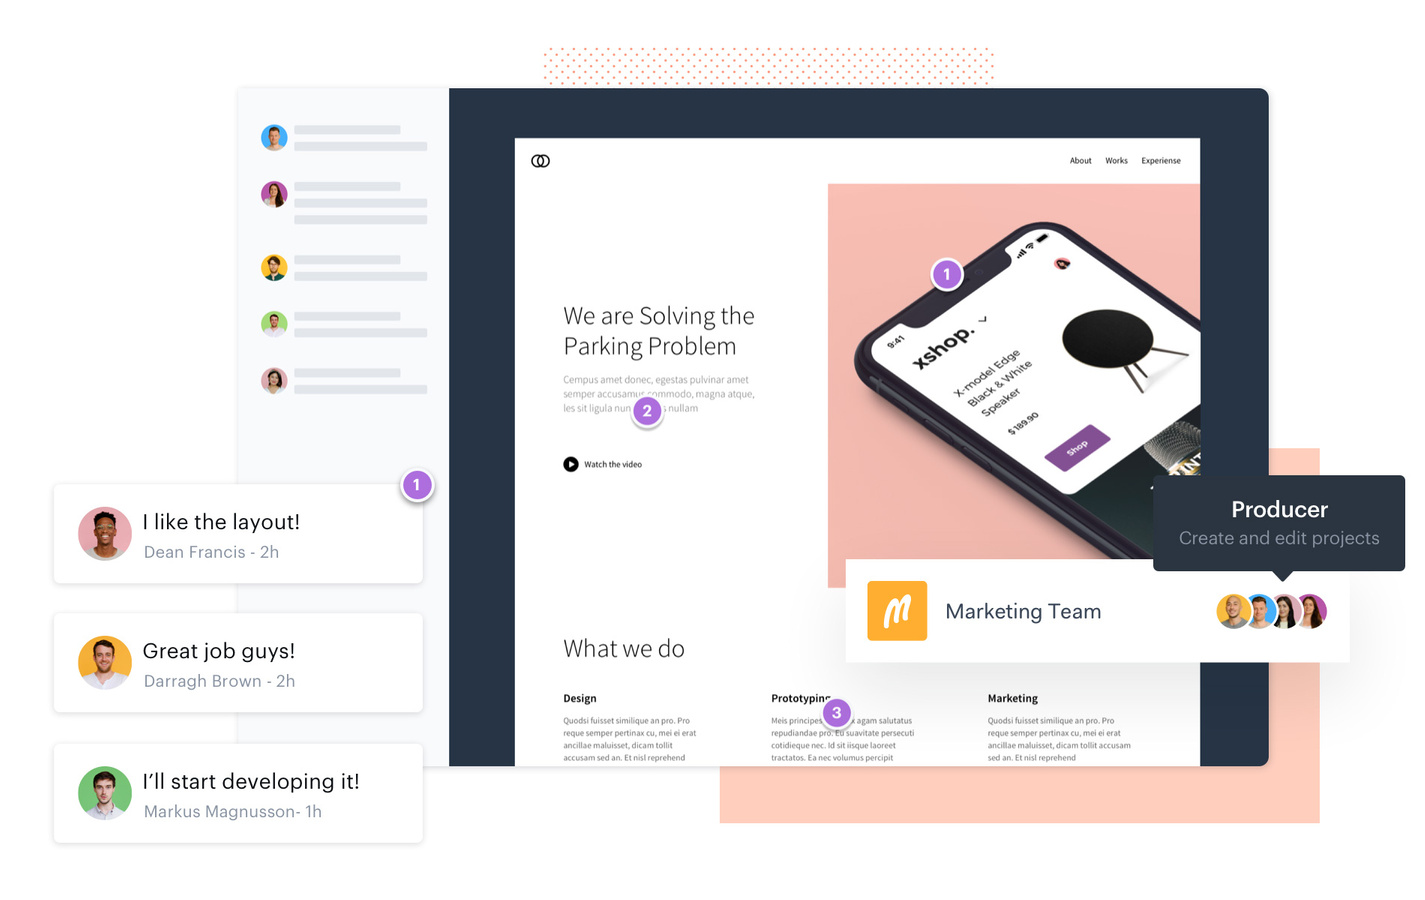 About Works Experiense
1
9:41
xshop.
X-model Edge
Black & White
Speaker
$189.90
Shop
We are Solving the
Parking Problem
Cempus amet donec, egestas pulvinar amet
semper accusamus commodo, magna atque,
les sit ligula nun nullam
2
Watch the video
1
I like the layout!
Dean Francis - 2h
Great job guys!
Darragh Brown - 2h
I’ll start developing it!
Markus Magnusson- 1h
Producer
Create and edit projects
Marketing Team
What we do
Design
Quodsi fuisset similique an pro. Pro
reque semper pertinax cu, mei ei erat
ancillae maluisset, dicam tollit
accusam sed an. Et nisl reprehend
Prototyping
3
Meis principes agam salutatus
repudiandae pro. Eu suavitate persecuti
cotidieque nec. Id sit iisque laoreet
tractatos. Ea nec volumus percipit
Marketing
Quodsi fuisset similique an pro. Pro
reque semper pertinax cu, mei ei erat
ancillae maluisset, dicam tollit accusam
sed an. Et nisl reprehend